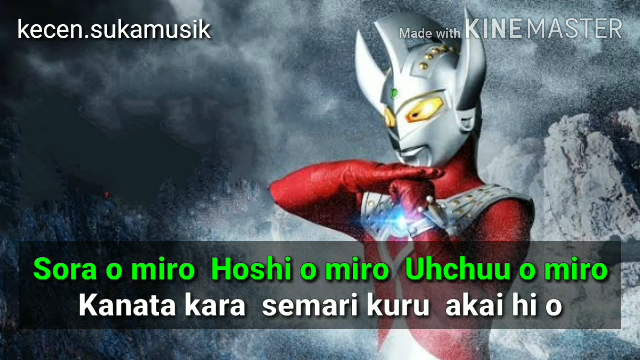 kecen.sukamusik
Made with KINEMASTER
Sora o miro Hoshi o miro Uhchuu o miro
Kanata kara semari kuru akai hi o